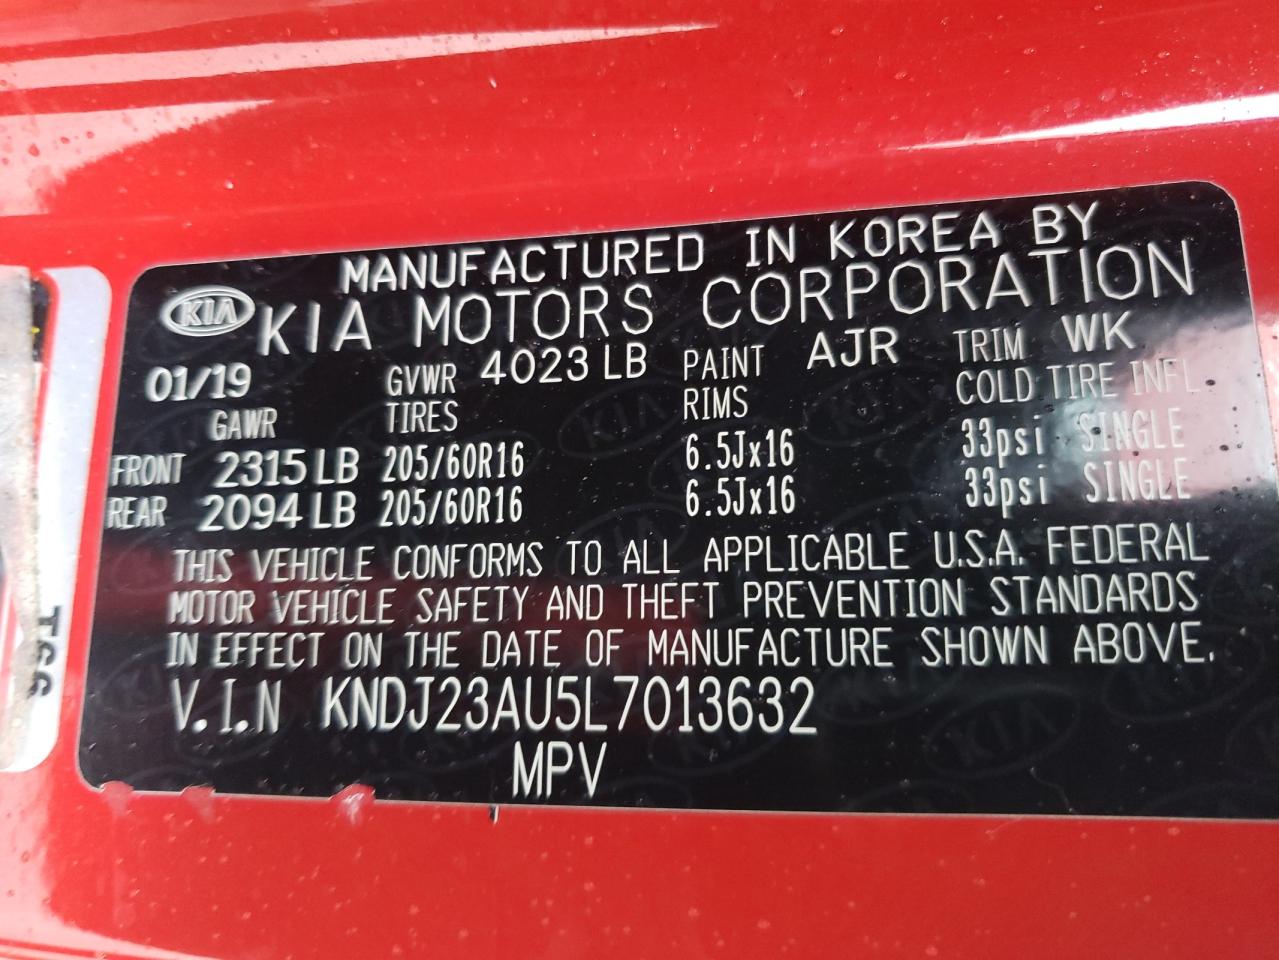 MANUFACTURED IN KOREA BY
KIA KIA MOTORS CORPORATION
01/19 GVWR 4023 LB PAINT AJR TRIM WK
GAWR TIRES RIMS COLD TIRE INFL.
FRONT 2315 LB 205/60R16 6.5Jx16 33psi SINGLE
REAR 2094 LB 205/60R16 6.5Jx16 33psi SINGLE
THIS VEHICLE CONFORMS TO ALL APPLICABLE U.S.A. FEDERAL
MOTOR VEHICLE SAFETY AND THEFT PREVENTION STANDARDS
IN EFFECT ON THE DATE OF MANUFACTURE SHOWN ABOVE.
V.I.N KNDJ23AU5L7013632
MPV